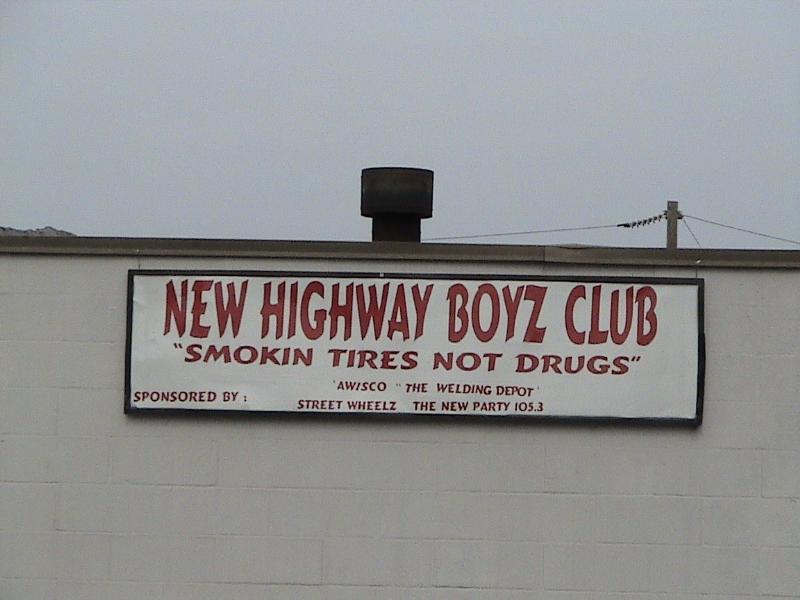 NEW HIGHWAY BOYZ CLUB
"SMOKIN TIRES NOT DRUGS"
'AWISCO " THE WELDING DEPOT'
SPONSORED BY :
STREET WHEELZ THE NEW PARTY 105.3